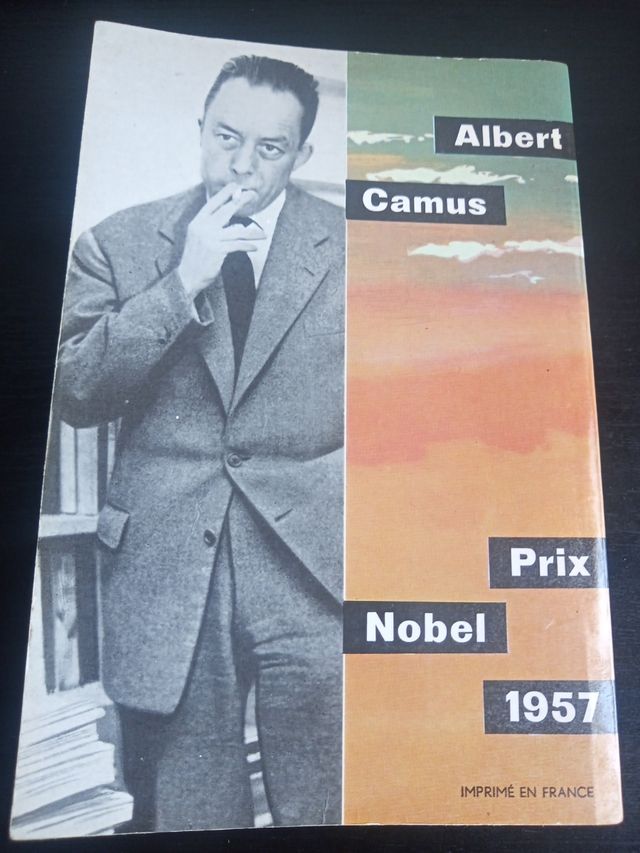 Albert
Camus
Prix
Nobel
1957
IMPRIMÉ EN FRANCE